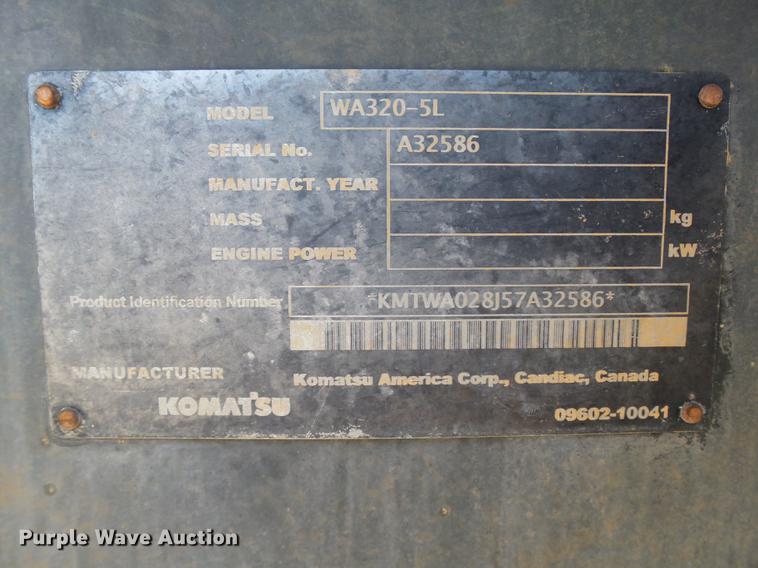 MODEL WA320-5L
SERIAL No. A32586
MANUFACT. YEAR
MASS kg
ENGINE POWER kW
Product Identification Number *KMTWA028J57A32586*
MANUFACTURER Komatsu America Corp., Candiac, Canada
KOMATSU 09602-10041
Purple Wave Auction